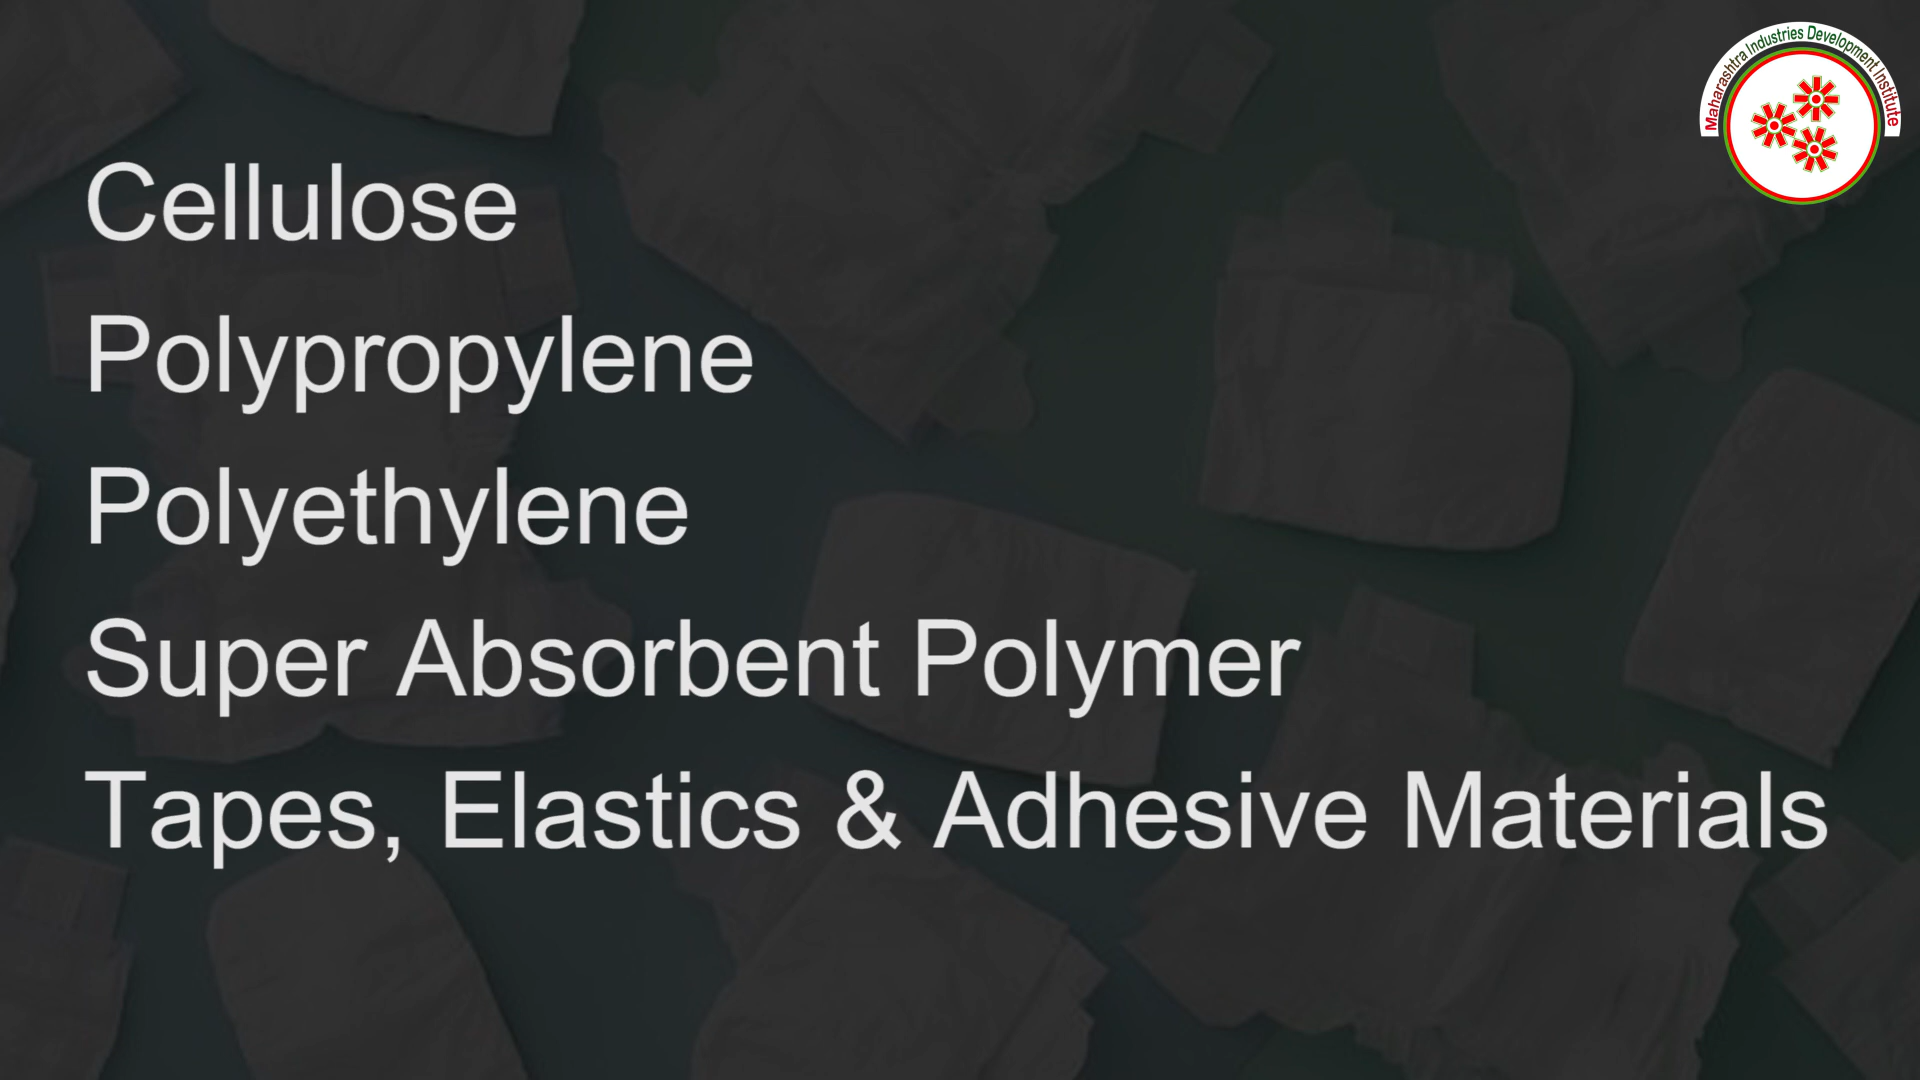 Maharashtra Industries Development Institute
Cellulose
Polypropylene
Polyethylene
Super Absorbent Polymer
Tapes, Elastics & Adhesive Materials